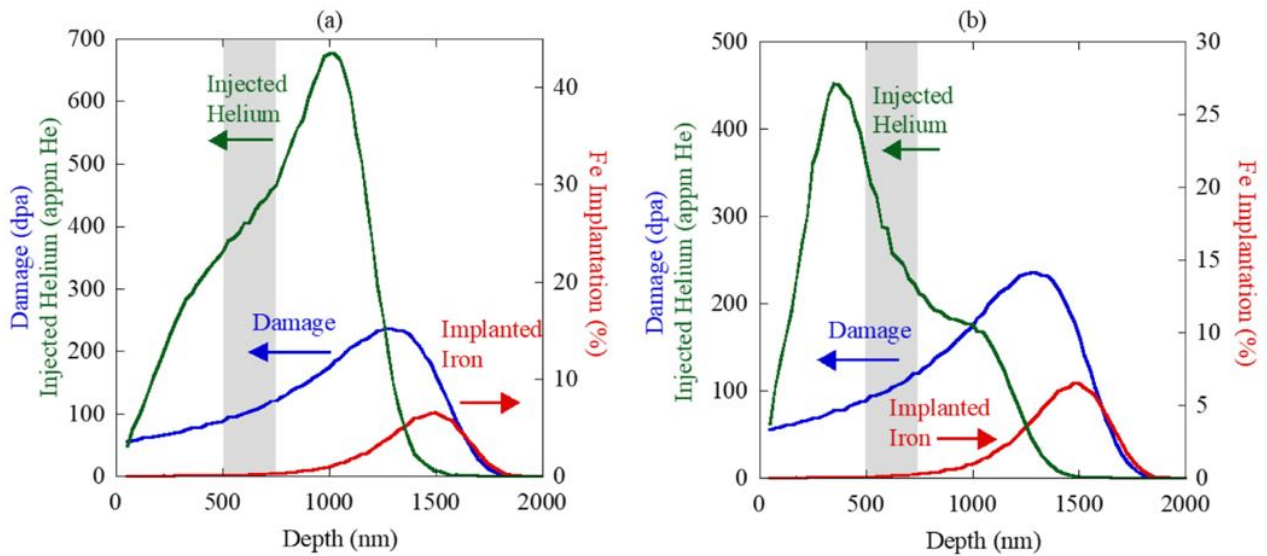 (a)
700
600
500
400
300
200
100
0
Damage (dpa)
Injected Helium (appm He)
0
500
1000
1500
2000
Depth (nm)
40
30
20
10
0
Fe Implantation (%)
Injected
Helium
Damage
Implanted
Iron
(b)
500
400
300
200
100
0
Damage (dpa)
Injected Helium (appm He)
0
500
1000
1500
2000
Depth (nm)
30
25
20
15
10
5
0
Fe Implantation (%)
Injected
Helium
Damage
Implanted
Iron